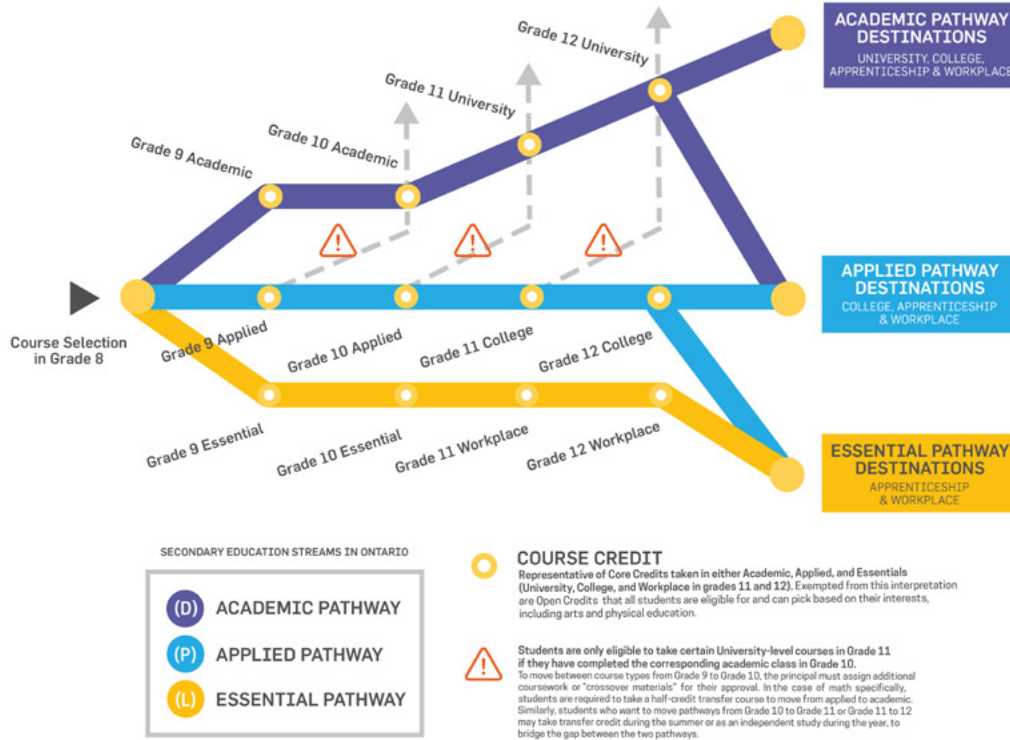 ACADEMIC PATHWAY
DESTINATIONS
UNIVERSITY, COLLEGE,
APPRENTICESHIP & WORKPLACE
Grade 12 University
Grade 11 University
Grade 10 Academic
Grade 9 Academic
Course Selection
in Grade 8
APPLIED PATHWAY
DESTINATIONS
COLLEGE, APPRENTICESHIP
& WORKPLACE
Grade 9 Applied
Grade 10 Applied
Grade 11 College
Grade 12 College
Grade 9 Essential
Grade 10 Essential
Grade 11 Workplace
Grade 12 Workplace
ESSENTIAL PATHWAY
DESTINATIONS
APPRENTICESHIP
& WORKPLACE
SECONDARY EDUCATION STREAMS IN ONTARIO
(D) ACADEMIC PATHWAY
(P) APPLIED PATHWAY
(L) ESSENTIAL PATHWAY
COURSE CREDIT
Representative of Core Credits taken in either Academic, Applied, and Essentials
(University, College, and Workplace in grades 11 and 12). Exempted from this interpretation
are Open Credits that all students are eligible for and can pick based on their interests,
including arts and physical education.
Students are only eligible to take certain University-level courses in Grade 11
if they have completed the corresponding academic class in Grade 10.
To move between course types from Grade 9 to Grade 10, the principal must assign additional
coursework or "crossover materials" for their approval. In the case of math specifically,
students are required to take a half-credit transfer course to move from applied to academic.
Similarly, students who want to move pathways from Grade 10 to Grade 11 or Grade 11 to 12
may take transfer credit during the summer or as an independent study during the year, to
bridge the gap between the two pathways.